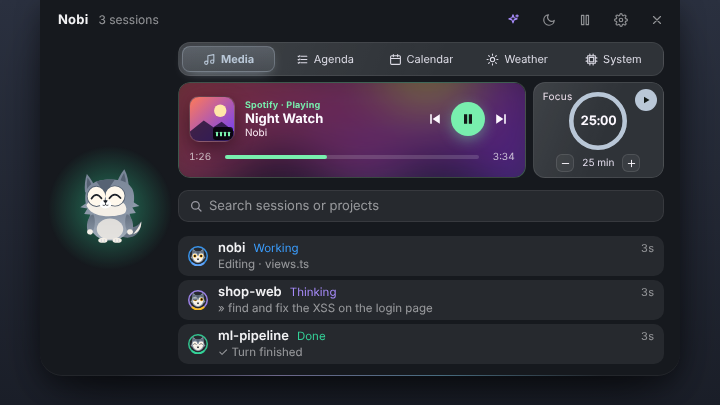 Nobi 3 sessions
Media
Agenda
Calendar
Weather
System
Spotify · Playing
Night Watch
Nobi
1:26
3:34
Focus
25:00
25 min
Search sessions or projects
nobi Working 3s
Editing · views.ts
shop-web Thinking 3s
» find and fix the XSS on the login page
ml-pipeline Done 3s
✓ Turn finished